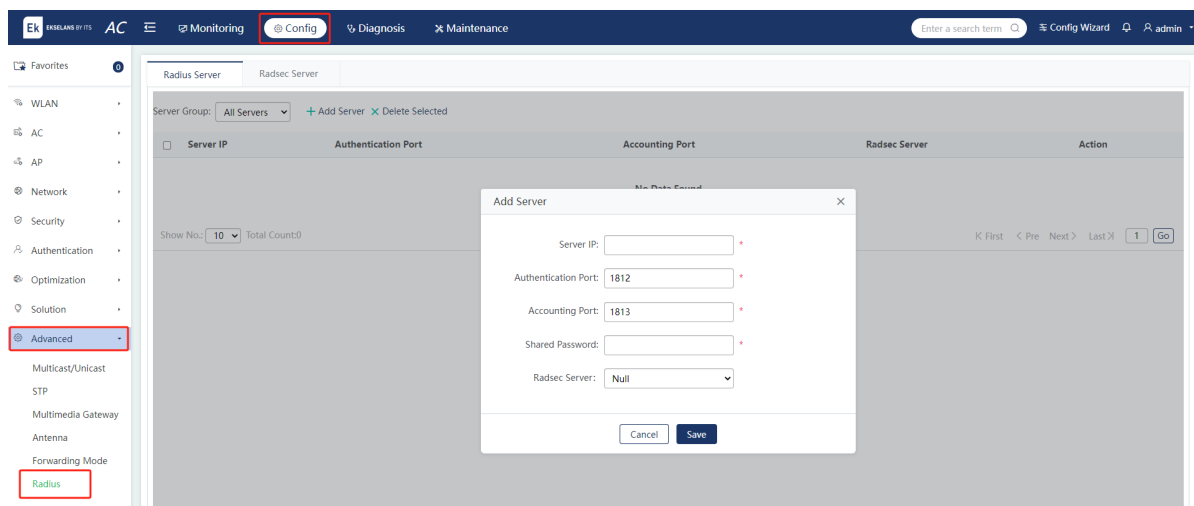 Ek EKSELANS BY ITS AC Monitoring Config Diagnosis Maintenance Enter a search term Config Wizard admin
Favorites 0
WLAN
AC
AP
Network
Security
Authentication
Optimization
Solution
Advanced
Multicast/Unicast
STP
Multimedia Gateway
Antenna
Forwarding Mode
Radius
Radius Server Radsec Server
Server Group: All Servers + Add Server × Delete Selected
Server IP Authentication Port Accounting Port Radsec Server Action
No Data Found
Show No.: 10 Total Count:0 First Pre Next Last 1 Go
Add Server ×
Server IP: *
Authentication Port: 1812 *
Accounting Port: 1813 *
Shared Password: *
Radsec Server: Null
Cancel Save